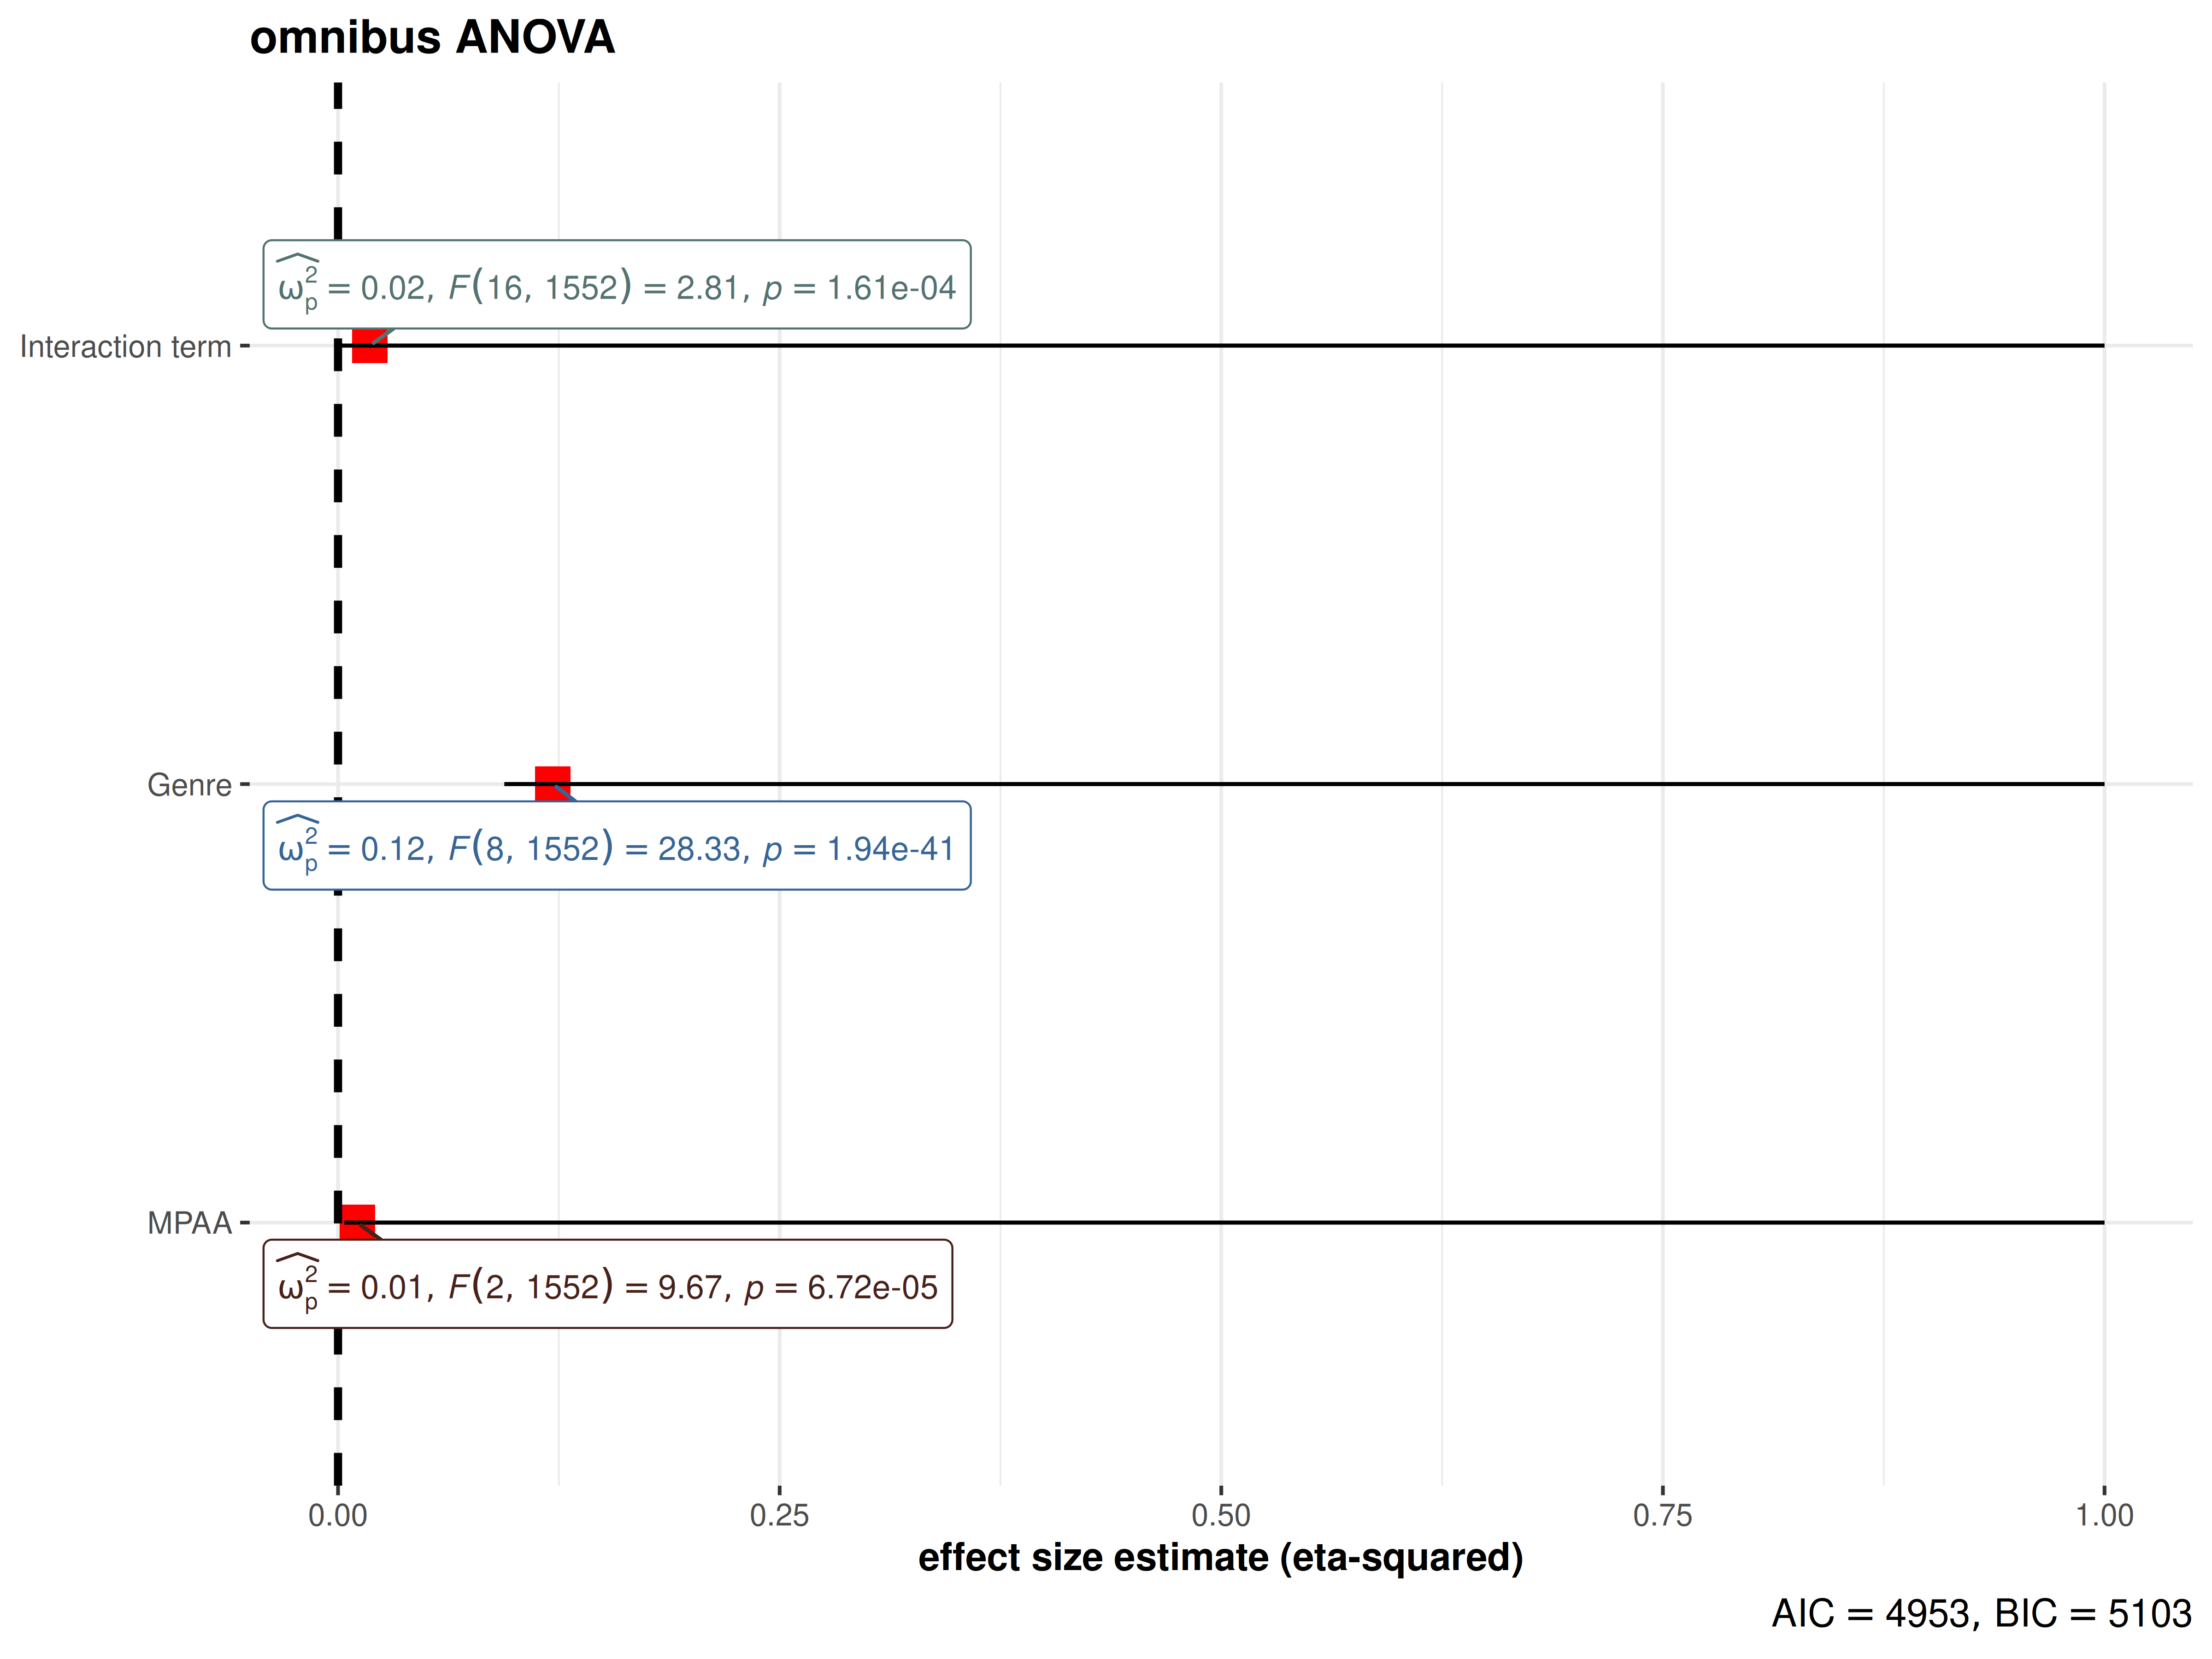 omnibus ANOVA
Interaction term
ω̂²ₚ = 0.02, F(16, 1552) = 2.81, p = 1.61e-04
Genre
ω̂²ₚ = 0.12, F(8, 1552) = 28.33, p = 1.94e-41
MPAA
ω̂²ₚ = 0.01, F(2, 1552) = 9.67, p = 6.72e-05
0.00 0.25 0.50 0.75 1.00
effect size estimate (eta-squared)
AIC = 4953, BIC = 5103